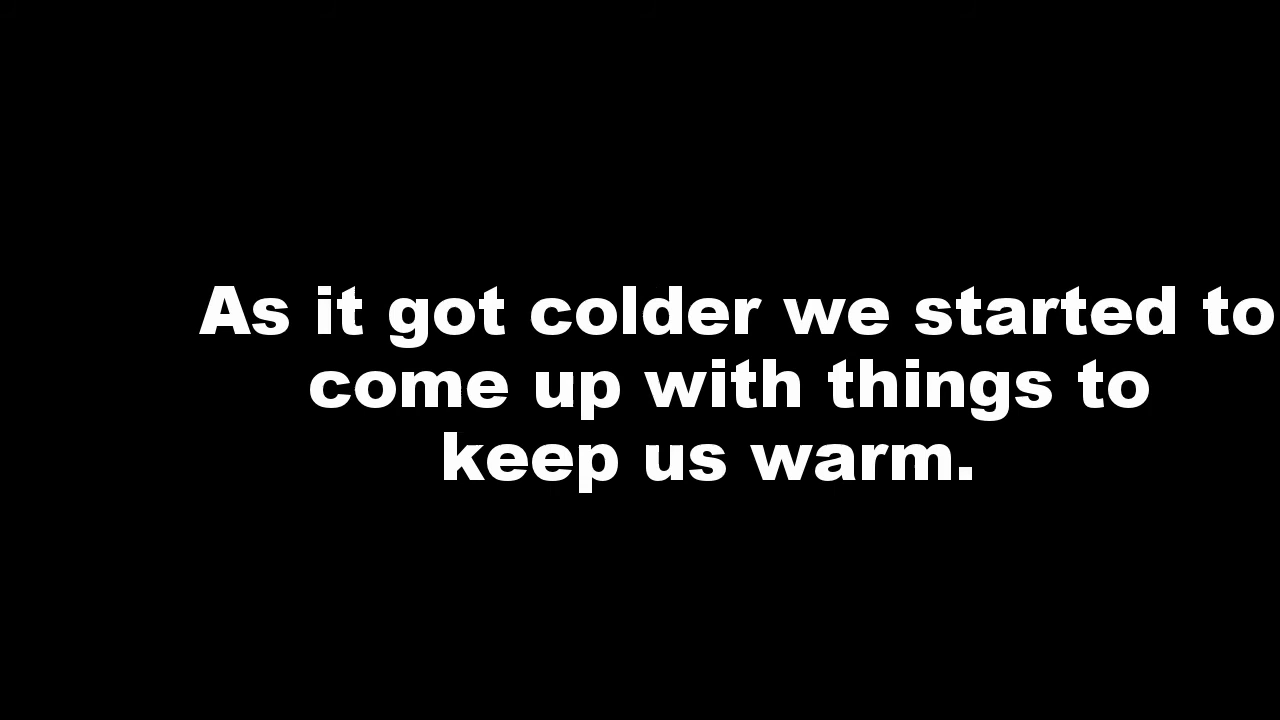 As it got colder we started to
come up with things to
keep us warm.